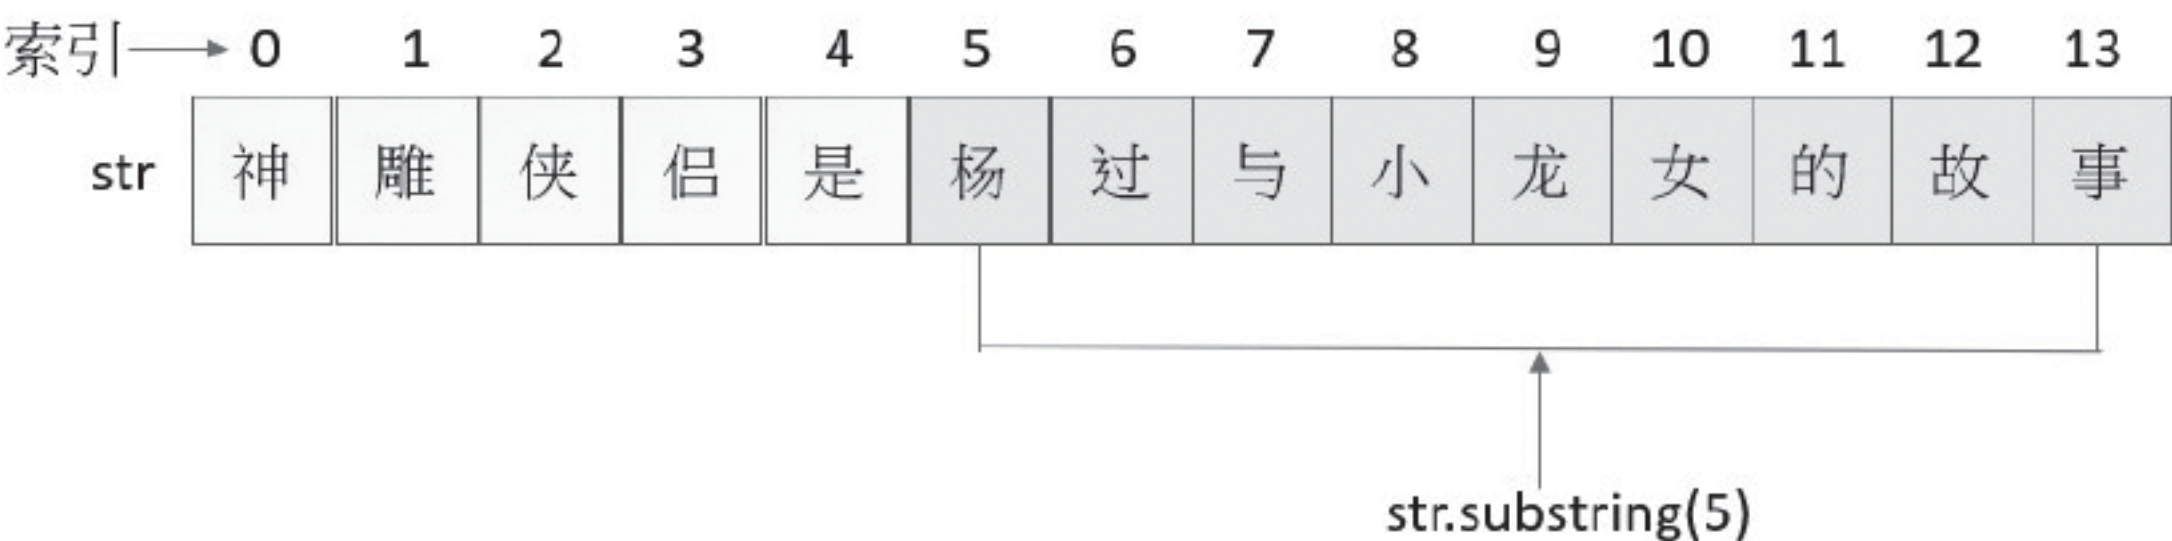 索引 0 1 2 3 4 5 6 7 8 9 10 11 12 13
str 神 雕 侠 侣 是 杨 过 与 小 龙 女 的 故 事
str.substring(5)